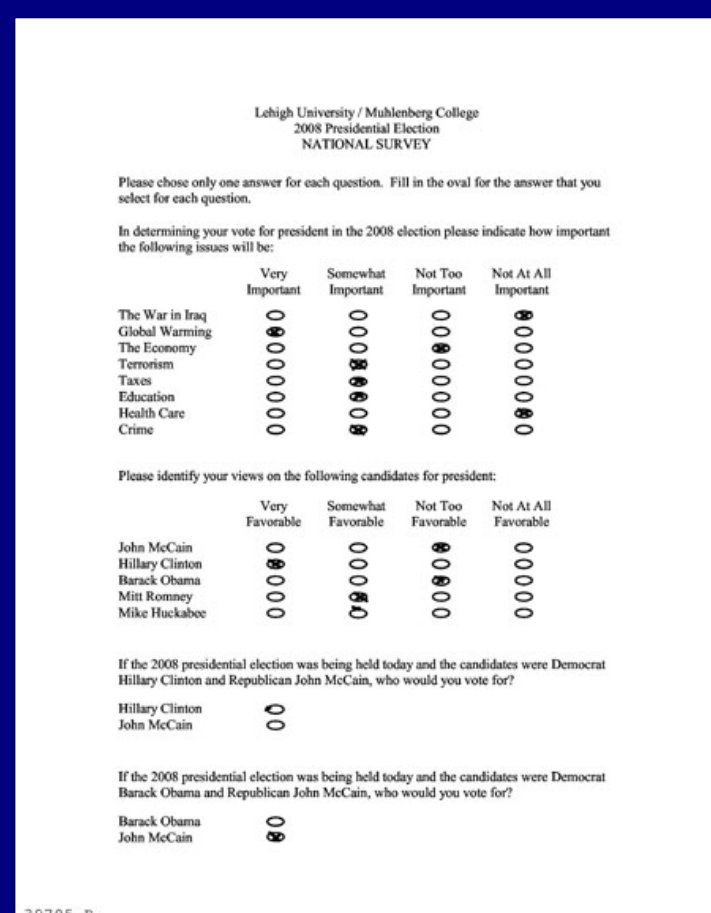 Lehigh University / Muhlenberg College
2008 Presidential Election
NATIONAL SURVEY
Please chose only one answer for each question. Fill in the oval for the answer that you
select for each question.
In determining your vote for president in the 2008 election please indicate how important
the following issues will be:
Very Somewhat Not Too Not At All
Important Important Important Important
The War in Iraq
Global Warming
The Economy
Terrorism
Taxes
Education
Health Care
Crime
Please identify your views on the following candidates for president:
Very Somewhat Not Too Not At All
Favorable Favorable Favorable Favorable
John McCain
Hillary Clinton
Barack Obama
Mitt Romney
Mike Huckabee
If the 2008 presidential election was being held today and the candidates were Democrat
Hillary Clinton and Republican John McCain, who would you vote for?
Hillary Clinton
John McCain
If the 2008 presidential election was being held today and the candidates were Democrat
Barack Obama and Republican John McCain, who would you vote for?
Barack Obama
John McCain